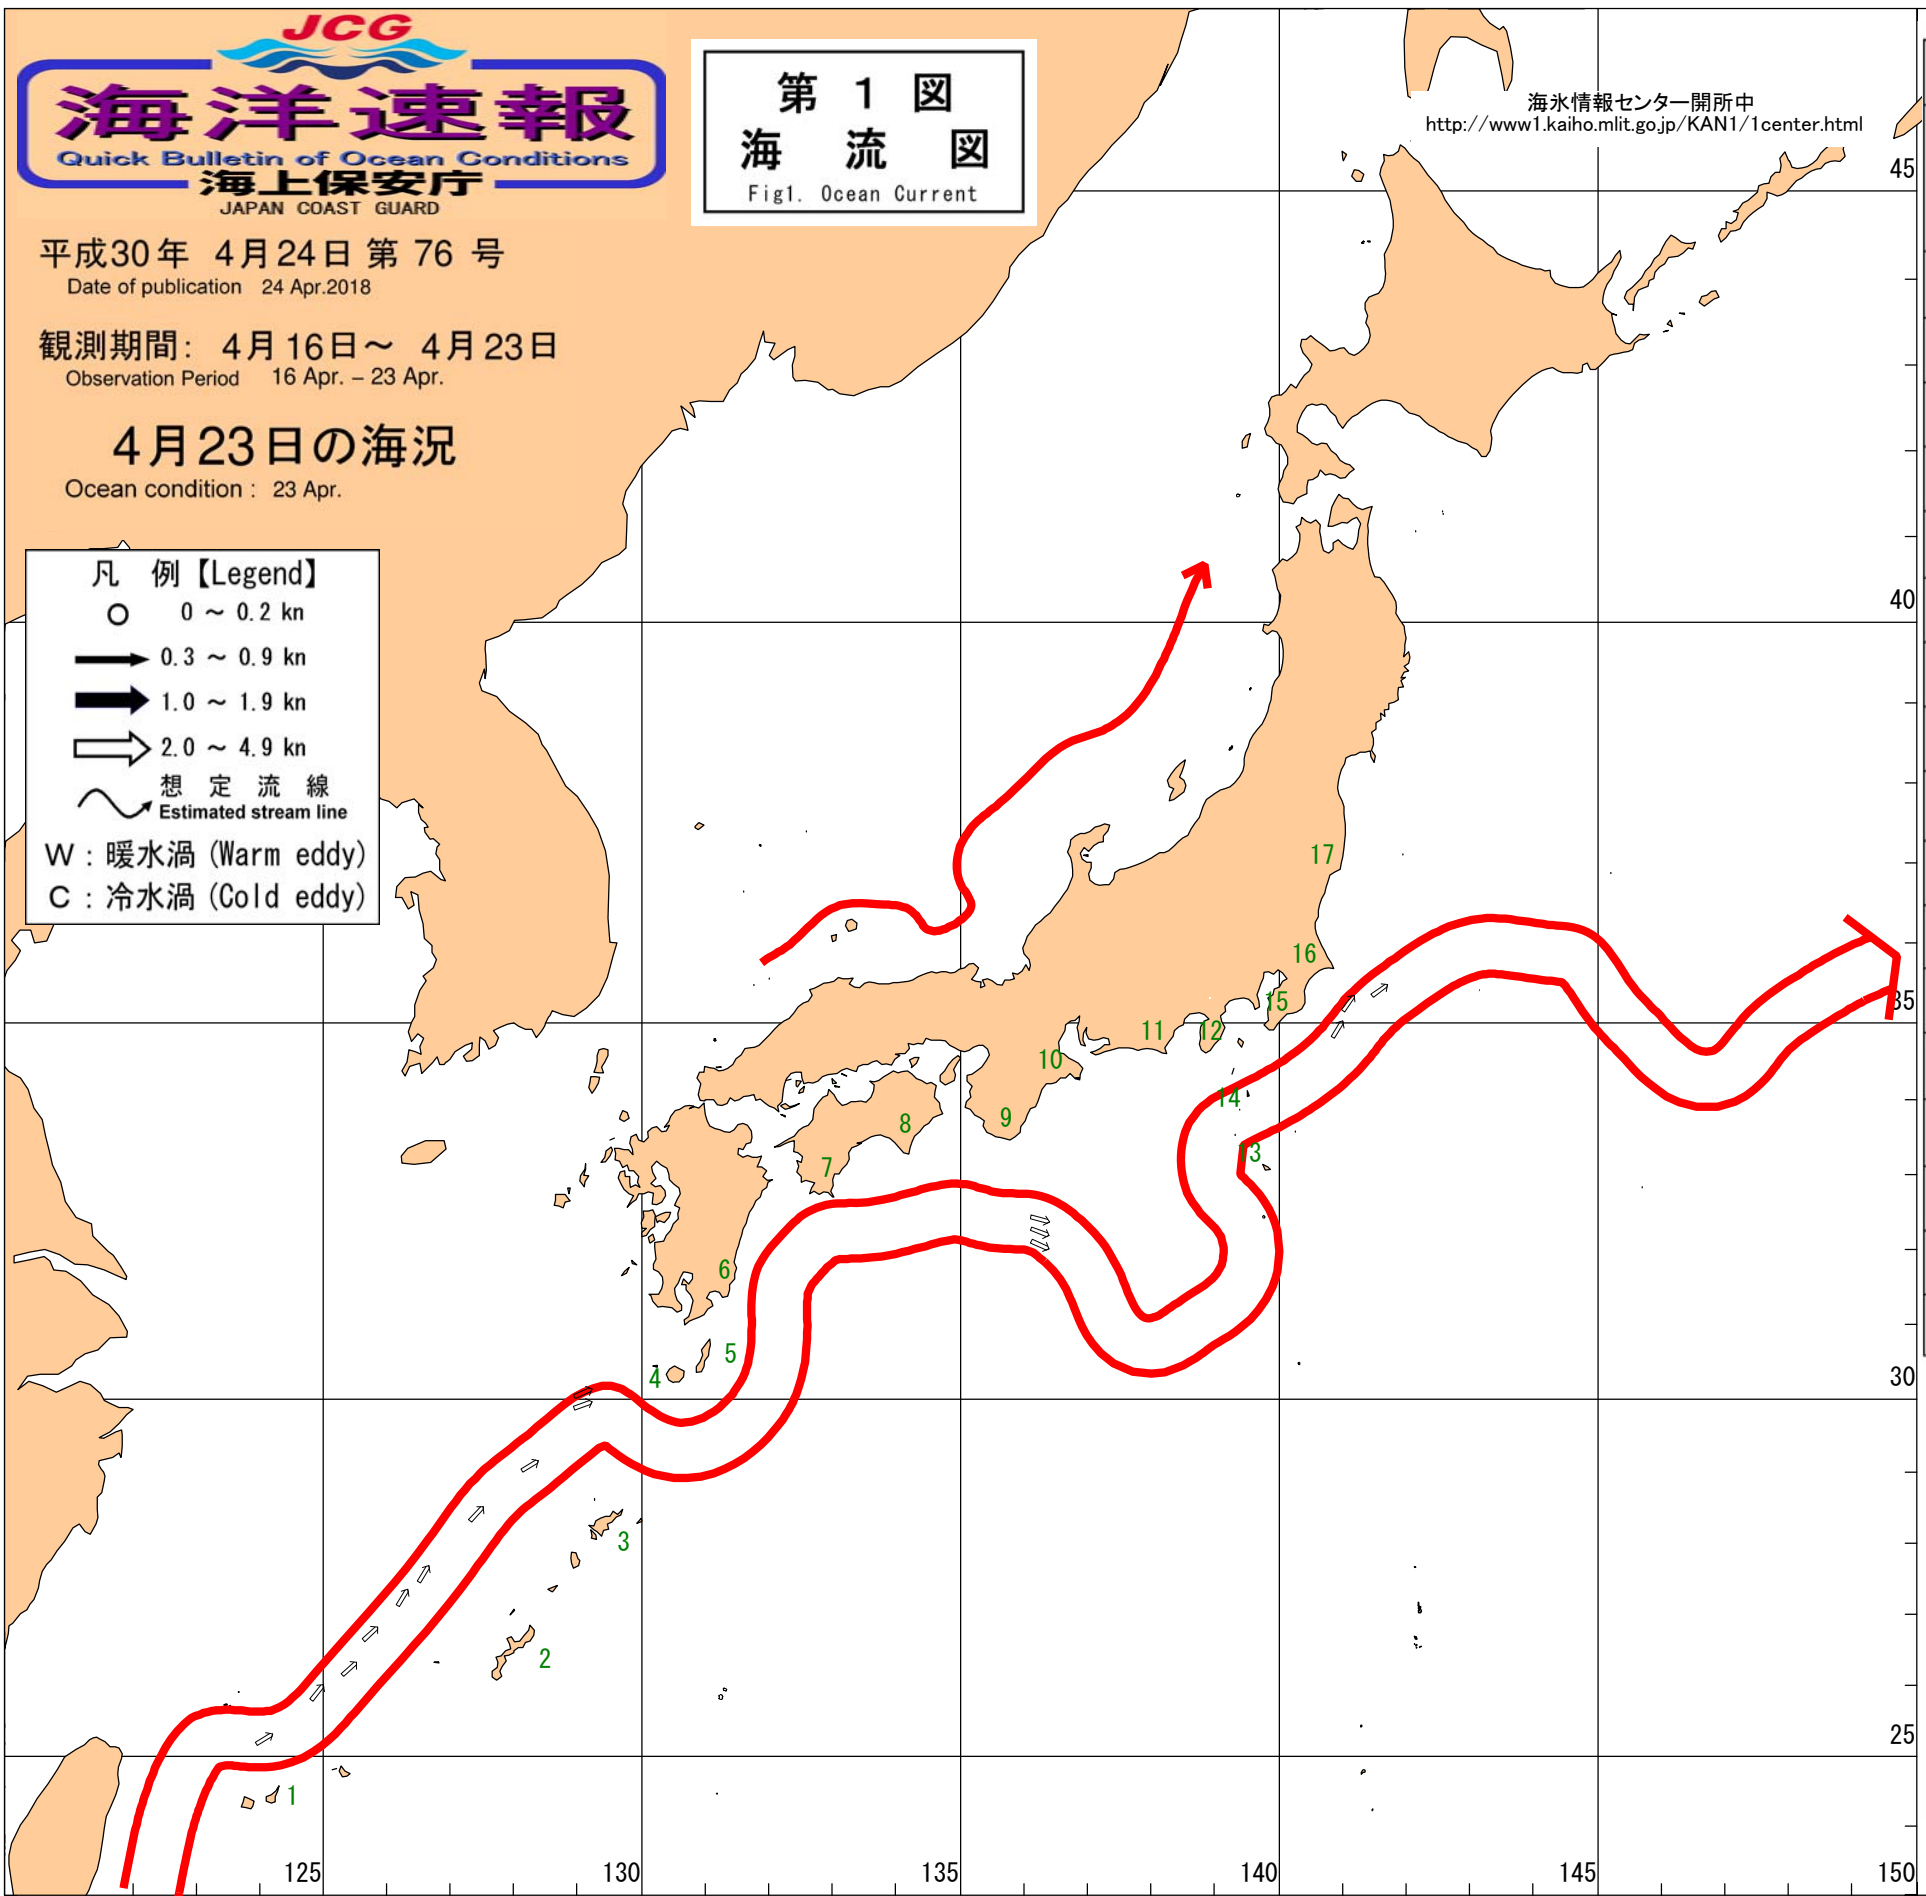 JCG
海洋速報
Quick Bulletin of Ocean Conditions
海上保安庁
JAPAN COAST GUARD
平成30年 4月24日 第 76 号
Date of publication 24 Apr.2018
観測期間: 4月16日～ 4月23日
Observation Period 16 Apr. – 23 Apr.
4月23日の海況
Ocean condition : 23 Apr.
第 1 図
海 流 図
Fig1. Ocean Current
海氷情報センター開所中
http://www1.kaiho.mlit.go.jp/KAN1/1center.html
凡 例【Legend】
0 ～ 0.2 kn
0.3 ～ 0.9 kn
1.0 ～ 1.9 kn
2.0 ～ 4.9 kn
想 定 流 線
Estimated stream line
W : 暖水渦 (Warm eddy)
C : 冷水渦 (Cold eddy)
45
40
35
30
25
17
16
15
12
11
10
14
9
8
13
7
6
5
4
3
2
1
125
130
135
140
145
150